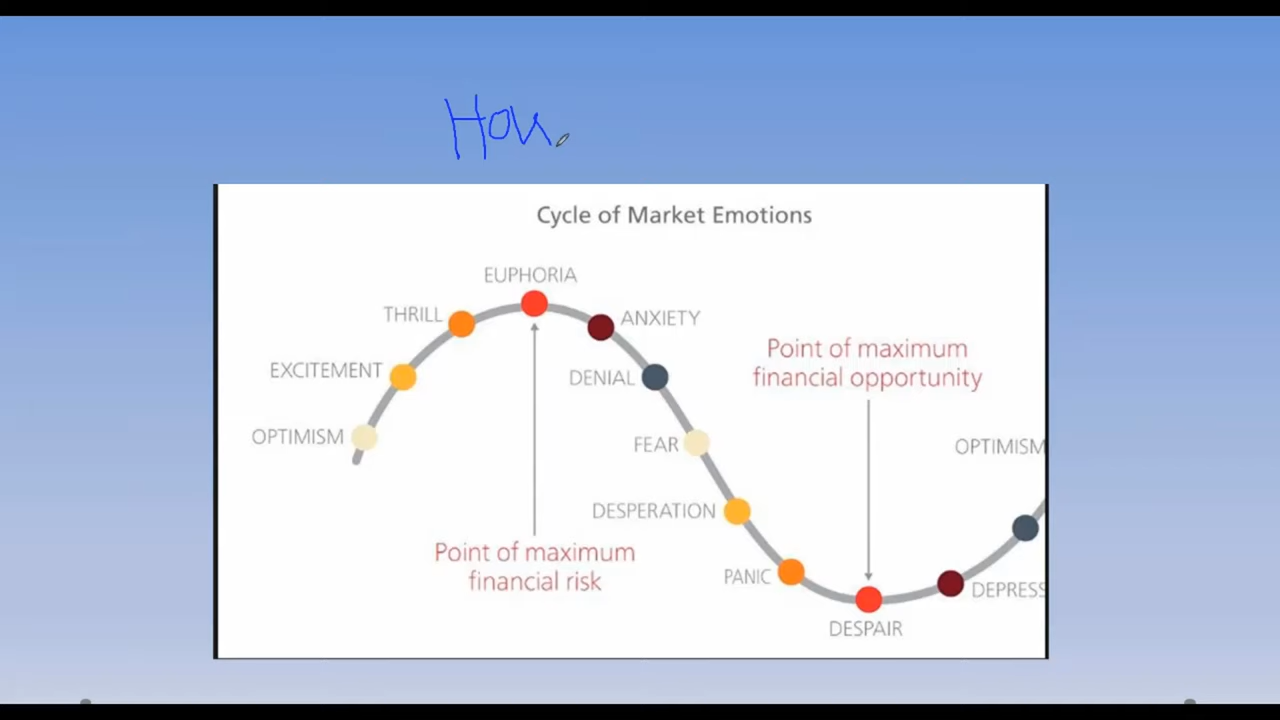 Hou
Cycle of Market Emotions
EUPHORIA
THRILL
ANXIETY
EXCITEMENT
DENIAL
Point of maximum
financial opportunity
OPTIMISM
FEAR
OPTIMISM
DESPERATION
Point of maximum
financial risk
PANIC
DEPRESS
DESPAIR